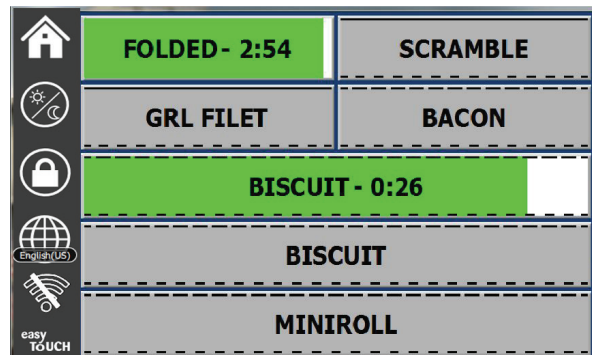 FOLDED - 2:54
SCRAMBLE
GRL FILET
BACON
BISCUIT - 0:26
BISCUIT
MINIROLL
English(US)
easy
TOUCH